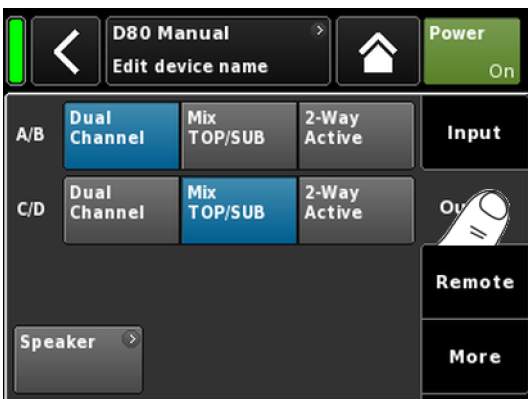 D80 Manual
Edit device name
Power
On
A/B
Dual
Channel
Mix
TOP/SUB
2-Way
Active
Input
C/D
Dual
Channel
Mix
TOP/SUB
2-Way
Active
Remote
Speaker
More